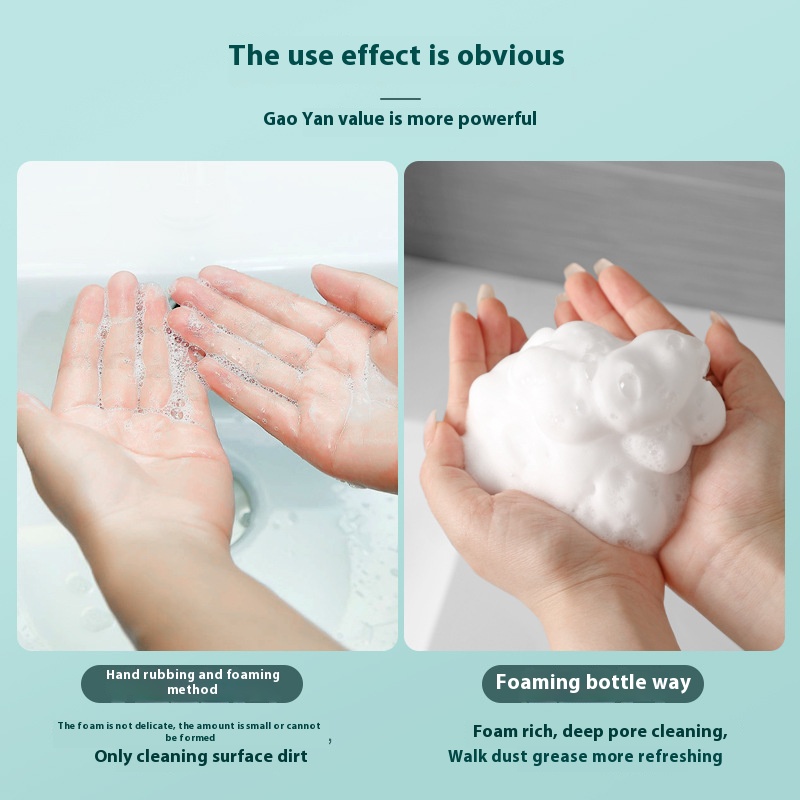 The use effect is obvious
Gao Yan value is more powerful
Hand rubbing and foaming
method
Foaming bottle way
The foam is not delicate, the amount is small or cannot
be formed
,
Only cleaning surface dirt
Foam rich, deep pore cleaning,
Walk dust grease more refreshing